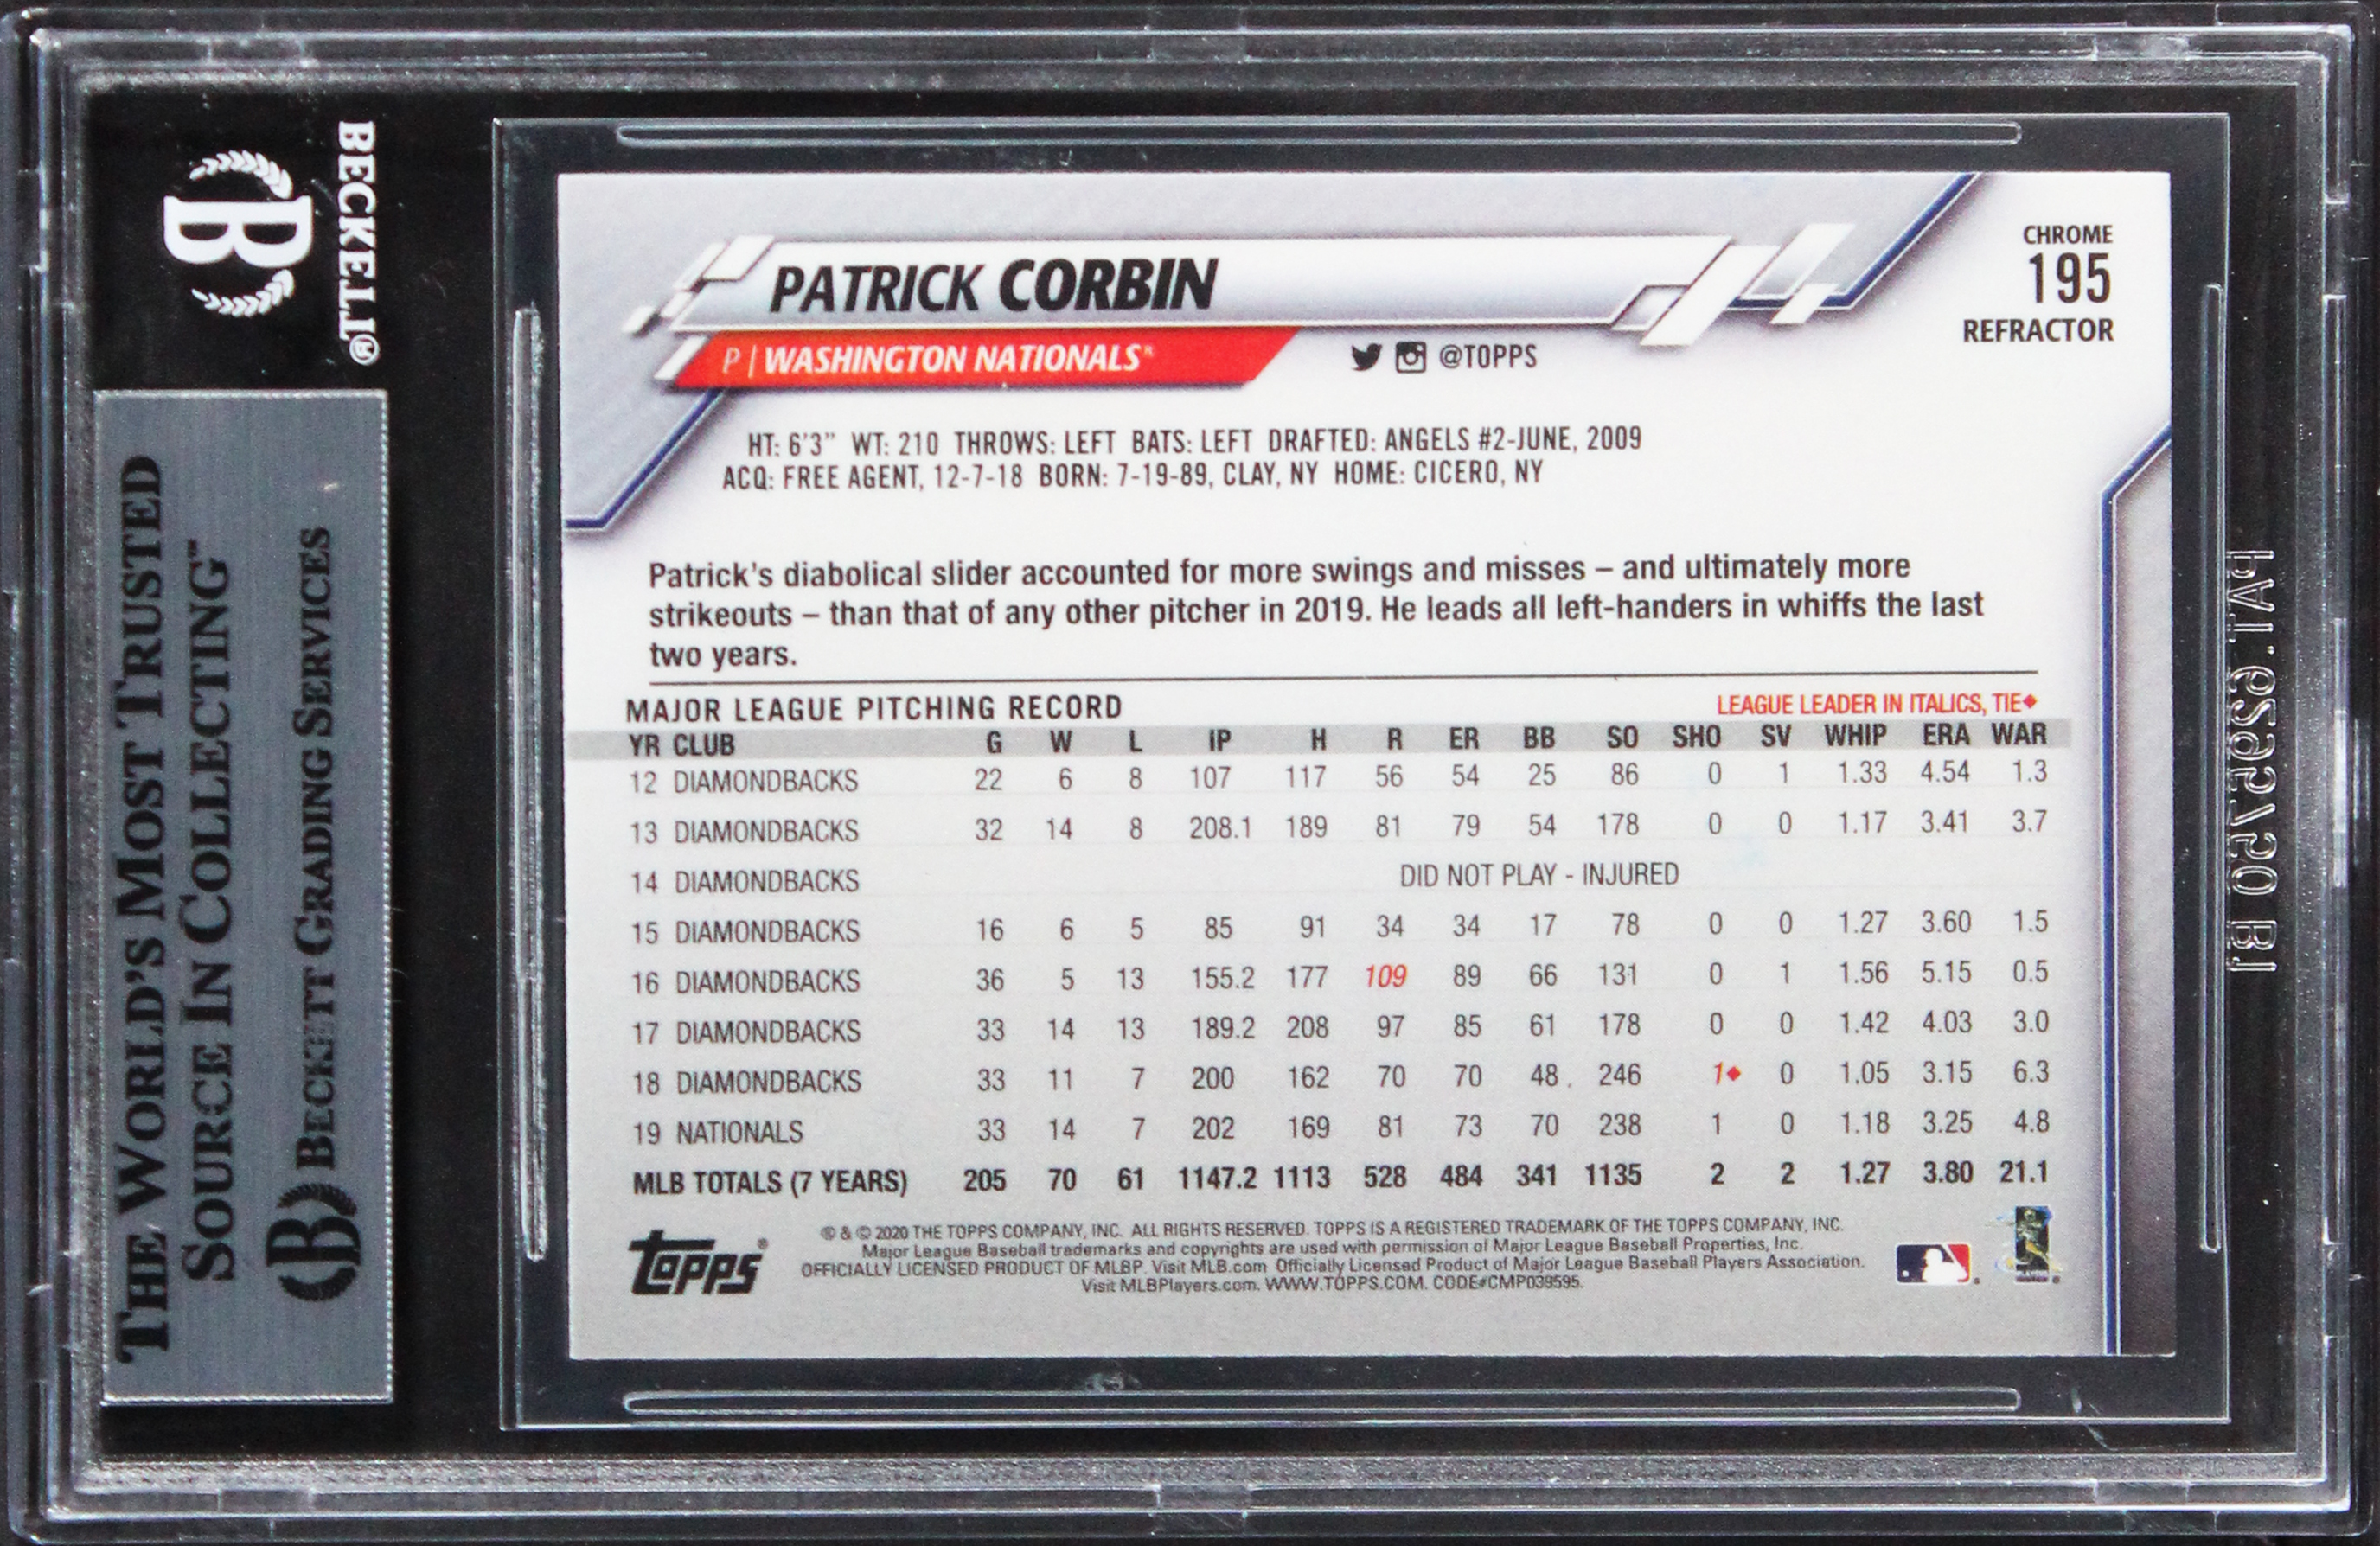 BECKETT®
B
THE WORLD'S MOST TRUSTED
SOURCE IN COLLECTING™
B BECKETT GRADING SERVICES
CHROME
195
REFRACTOR
PATRICK CORBIN
P | WASHINGTON NATIONALS®
@TOPPS
HT: 6'3" WT: 210 THROWS: LEFT BATS: LEFT DRAFTED: ANGELS #2-JUNE, 2009
ACQ: FREE AGENT, 12-7-18 BORN: 7-19-89, CLAY, NY HOME: CICERO, NY
Patrick's diabolical slider accounted for more swings and misses – and ultimately more
strikeouts – than that of any other pitcher in 2019. He leads all left-handers in whiffs the last
two years.
MAJOR LEAGUE PITCHING RECORD LEAGUE LEADER IN ITALICS, TIE◆
YR CLUB G W L IP H R ER BB SO SHO SV WHIP ERA WAR
12 DIAMONDBACKS 22 6 8 107 117 56 54 25 86 0 1 1.33 4.54 1.3
13 DIAMONDBACKS 32 14 8 208.1 189 81 79 54 178 0 0 1.17 3.41 3.7
14 DIAMONDBACKS DID NOT PLAY - INJURED
15 DIAMONDBACKS 16 6 5 85 91 34 34 17 78 0 0 1.27 3.60 1.5
16 DIAMONDBACKS 36 5 13 155.2 177 109 89 66 131 0 1 1.56 5.15 0.5
17 DIAMONDBACKS 33 14 13 189.2 208 97 85 61 178 0 0 1.42 4.03 3.0
18 DIAMONDBACKS 33 11 7 200 162 70 70 48 246 1◆ 0 1.05 3.15 6.3
19 NATIONALS 33 14 7 202 169 81 73 70 238 1 0 1.18 3.25 4.8
MLB TOTALS (7 YEARS) 205 70 61 1147.2 1113 528 484 341 1135 2 2 1.27 3.80 21.1
topps®
© & © 2020 THE TOPPS COMPANY, INC. ALL RIGHTS RESERVED. TOPPS IS A REGISTERED TRADEMARK OF THE TOPPS COMPANY, INC.
Major League Baseball trademarks and copyrights are used with permission of Major League Baseball Properties, Inc.
OFFICIALLY LICENSED PRODUCT OF MLBP. Visit MLB.com Officially Licensed Product of Major League Baseball Players Association.
Visit MLBPlayers.com. WWW.TOPPS.COM. CODE#CMP039595.
PAT.6295750 B1